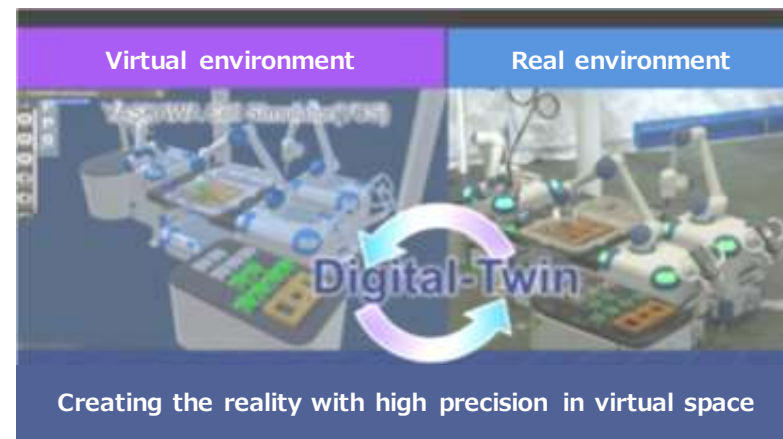 Virtual environment
Real environment
Digital-Twin
Creating the reality with high precision in virtual space